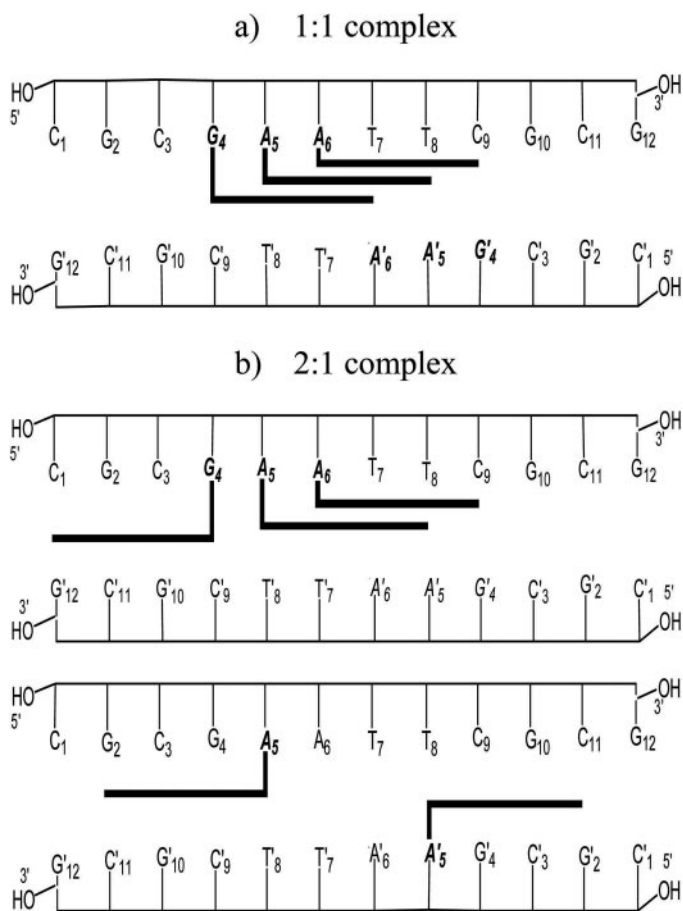 a) 1:1 complex
HO OH
5' 3'
C₁ G₂ C₃ G₄ A₅ A₆ T₇ T₈ C₉ G₁₀ C₁₁ G₁₂
3' G'₁₂ C'₁₁ G'₁₀ C'₉ T'₈ T'₇ A'₆ A'₅ G'₄ C'₃ G'₂ C'₁ 5'
HO OH
b) 2:1 complex
HO OH
5' 3'
C₁ G₂ C₃ G₄ A₅ A₆ T₇ T₈ C₉ G₁₀ C₁₁ G₁₂
3' G'₁₂ C'₁₁ G'₁₀ C'₉ T'₈ T'₇ A'₆ A'₅ G'₄ C'₃ G'₂ C'₁ 5'
HO OH
HO OH
5' 3'
C₁ G₂ C₃ G₄ A₅ A₆ T₇ T₈ C₉ G₁₀ C₁₁ G₁₂
3' G'₁₂ C'₁₁ G'₁₀ C'₉ T'₈ T'₇ A'₆ A'₅ G'₄ C'₃ G'₂ C'₁ 5'
HO OH